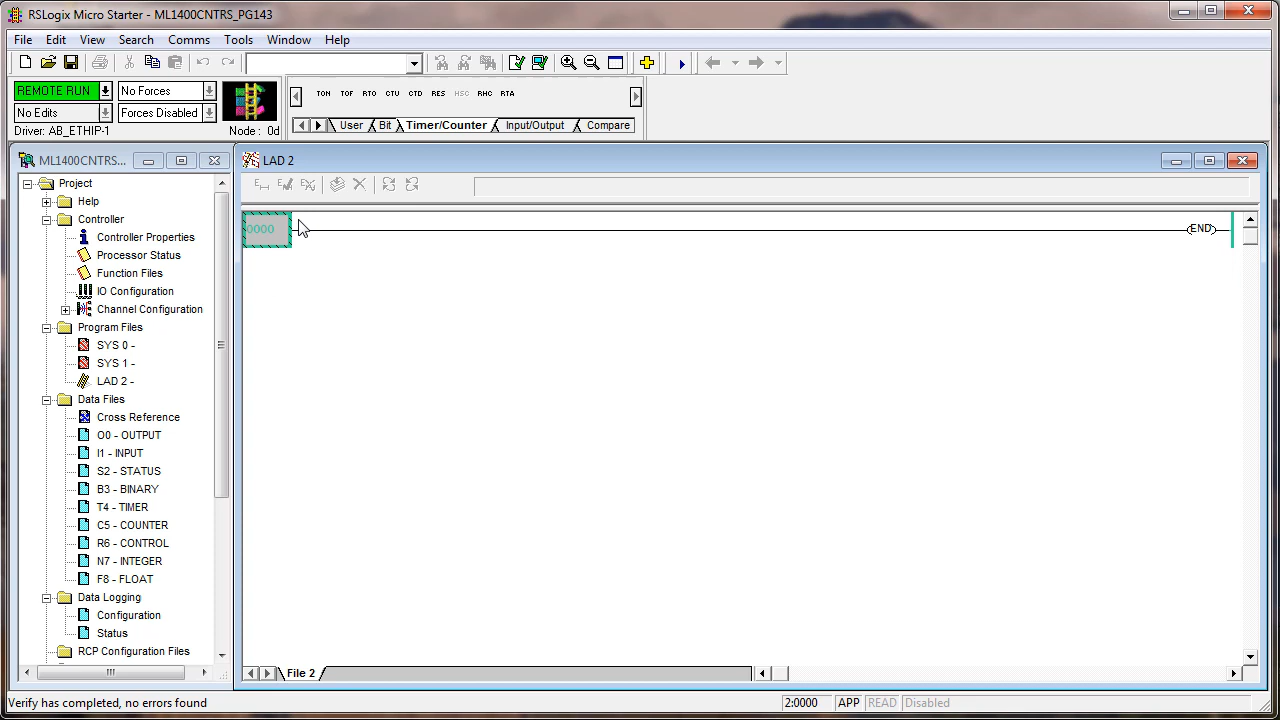 RSLogix Micro Starter - ML1400CNTRS_PG143
File Edit View Search Comms Tools Window Help
REMOTE RUN No Forces
No Edits Forces Disabled
Driver: AB_ETHIP-1 Node : 0d
TON TOF RTO CTU CTD RES HSC RHC RTA
User Bit Timer/Counter Input/Output Compare
ML1400CNTRS...
Project
Help
Controller
Controller Properties
Processor Status
Function Files
IO Configuration
Channel Configuration
Program Files
SYS 0 -
SYS 1 -
LAD 2 -
Data Files
Cross Reference
O0 - OUTPUT
I1 - INPUT
S2 - STATUS
B3 - BINARY
T4 - TIMER
C5 - COUNTER
R6 - CONTROL
N7 - INTEGER
F8 - FLOAT
Data Logging
Configuration
Status
RCP Configuration Files
LAD 2
0000
END
File 2
Verify has completed, no errors found
2:0000 APP READ Disabled